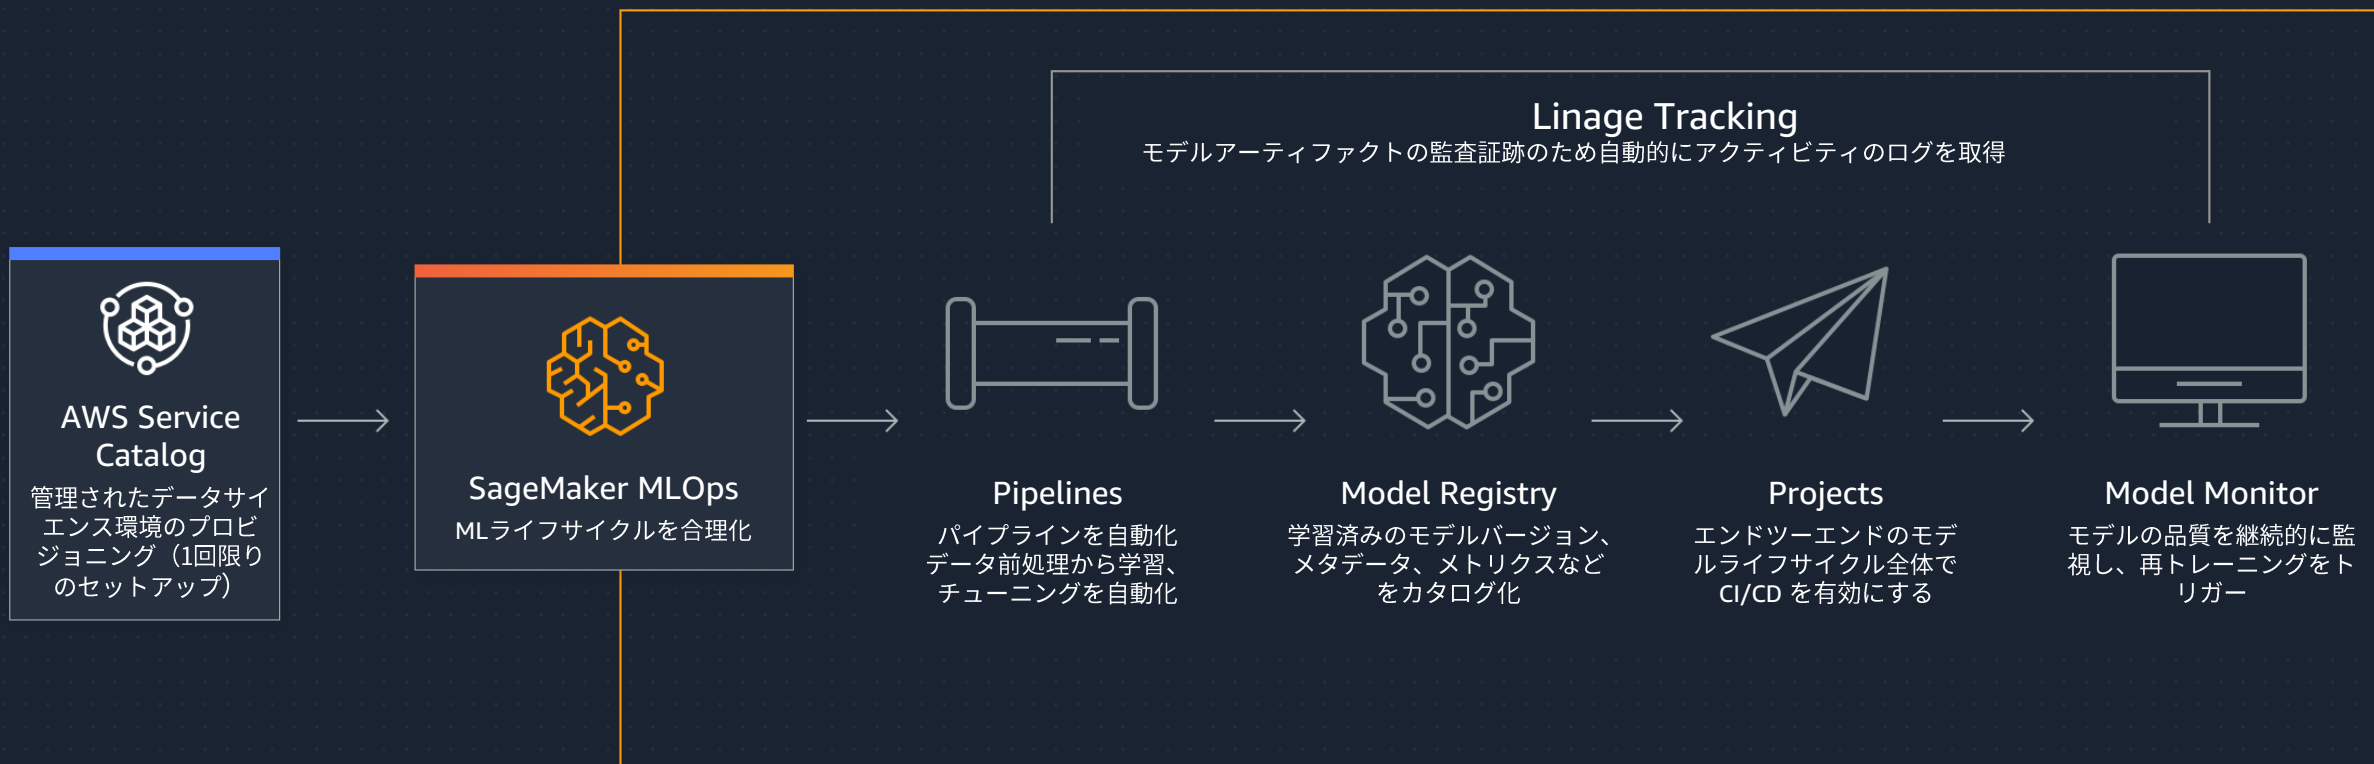 Linage Tracking
モデルアーティファクトの監査証跡のため自動的にアクティビティのログを取得
AWS Service
Catalog
管理されたデータサイ
エンス環境のプロビ
ジョニング（1回限り
のセットアップ）
SageMaker MLOps
MLライフサイクルを合理化
Pipelines
パイプラインを自動化
データ前処理から学習、
チューニングを自動化
Model Registry
学習済みのモデルバージョン、
メタデータ、メトリクスなど
をカタログ化
Projects
エンドツーエンドのモデ
ルライフサイクル全体で
CI/CD を有効にする
Model Monitor
モデルの品質を継続的に監
視し、再トレーニングをト
リガー